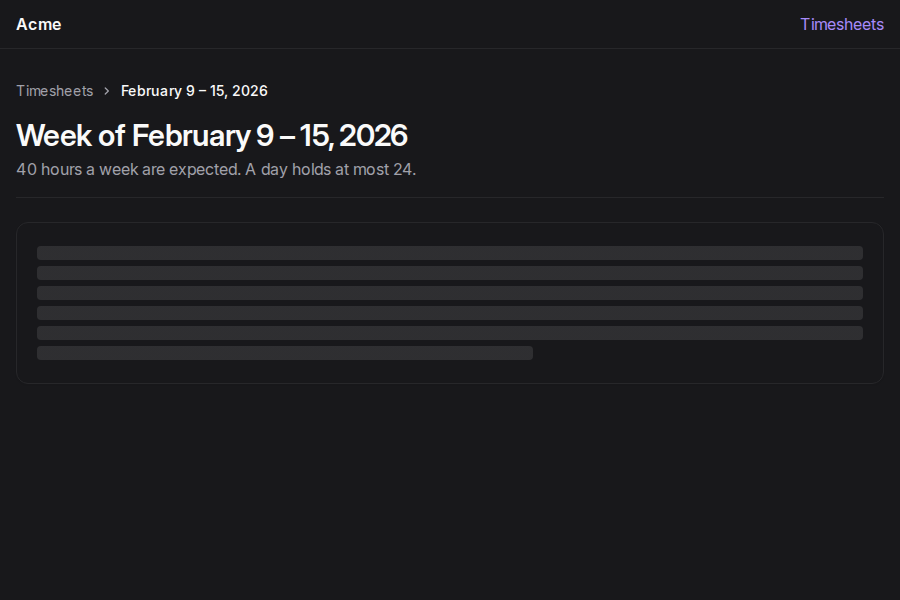 Acme
Timesheets
Timesheets › February 9 – 15, 2026
Week of February 9 – 15, 2026
40 hours a week are expected. A day holds at most 24.